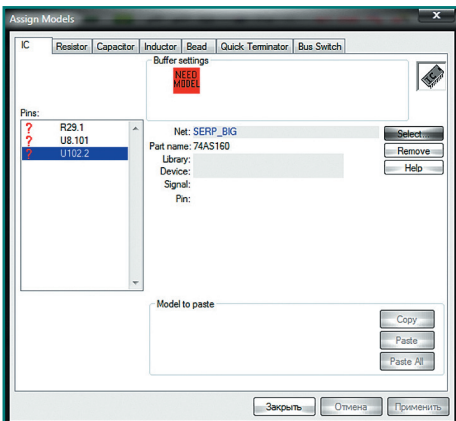 Assign Models
IC Resistor Capacitor Inductor Bead Quick Terminator Bus Switch
Buffer settings
NEED
MODEL
IC
Pins:
? R29.1
? U8.101
? U102.2
Net: SERP_BIG
Select...
Part name: 74AS160
Remove
Library:
Help
Device:
Signal:
Pin:
Model to paste
Copy
Paste
Paste All
Закрыть Отмена Применить